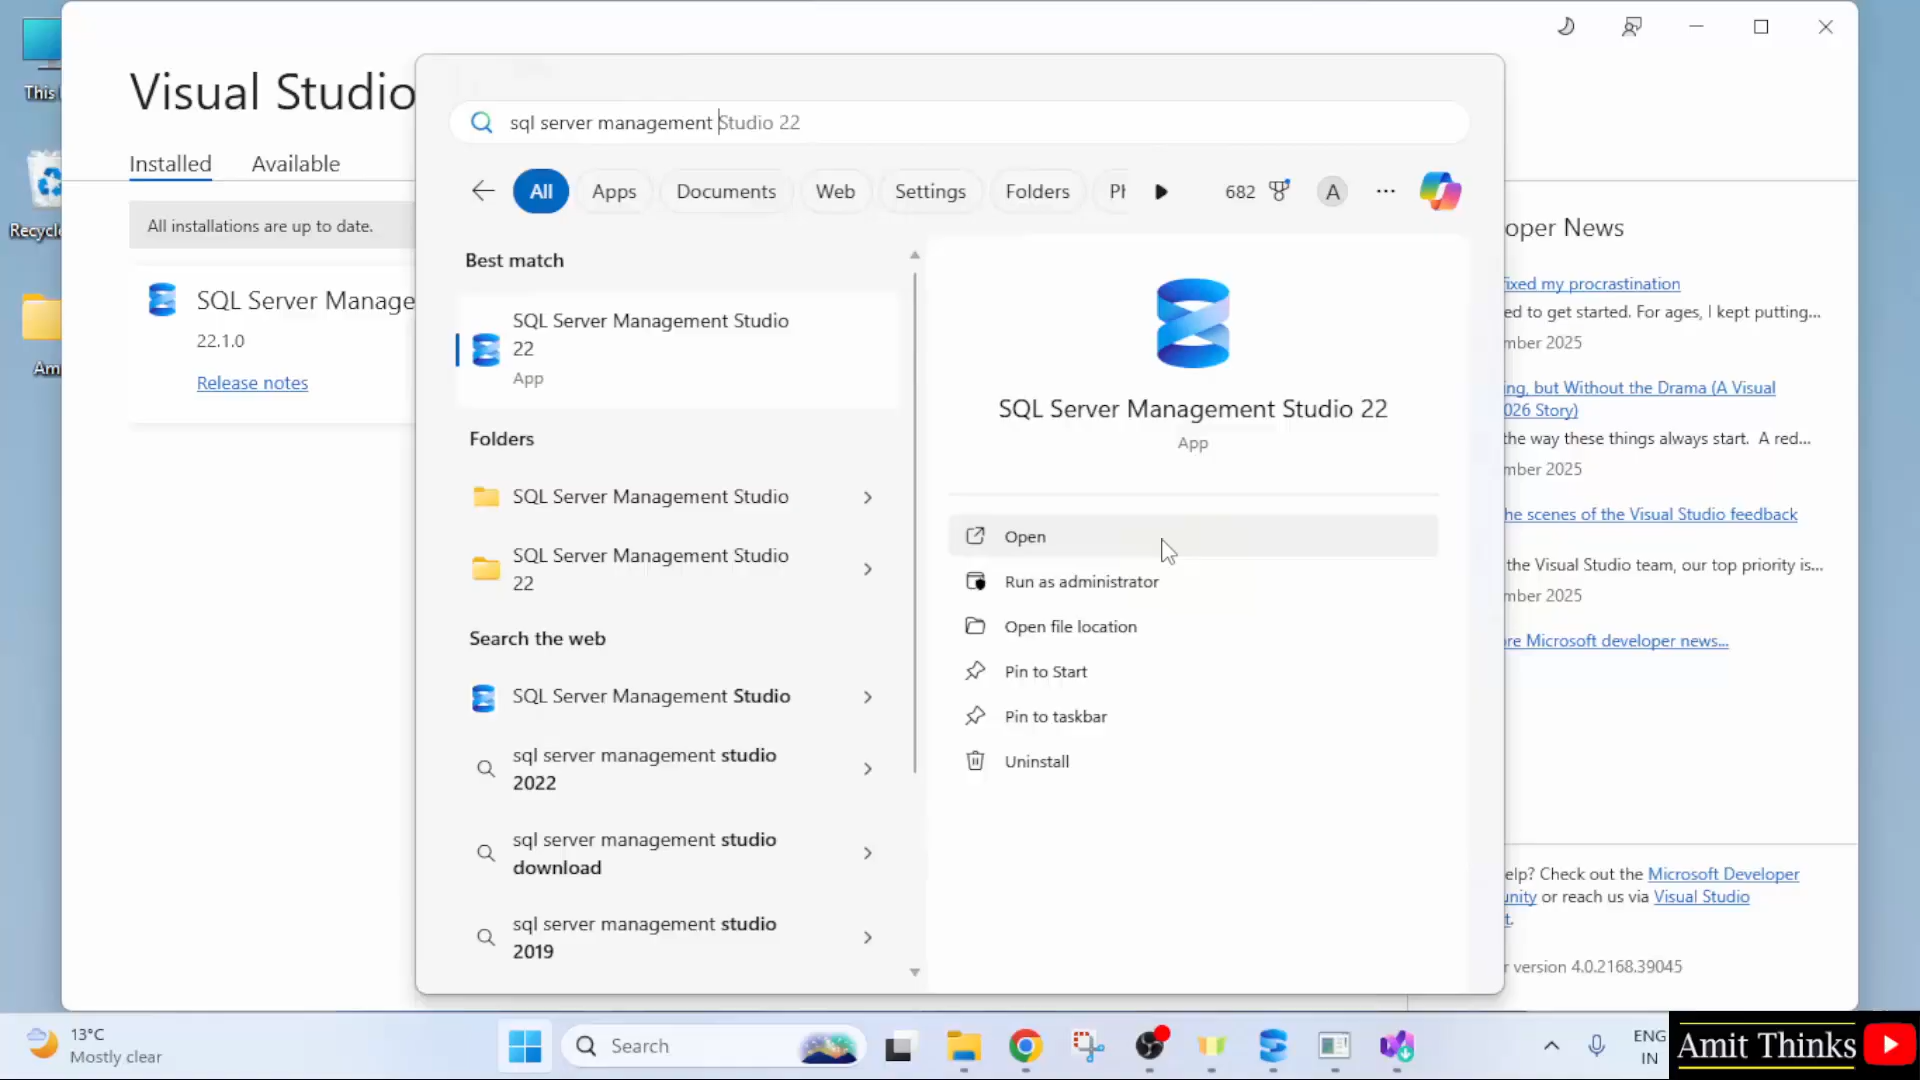 This
Recycle
Am
Visual Studio
Installed
Available
All installations are up to date.
SQL Server Manage
22.1.0
Release notes
sql server management Studio 22
All
Apps
Documents
Web
Settings
Folders
Ph
682
A
Best match
SQL Server Management Studio
22
App
Folders
SQL Server Management Studio
SQL Server Management Studio
22
Search the web
SQL Server Management Studio
sql server management studio
2022
sql server management studio
download
sql server management studio
2019
SQL Server Management Studio 22
App
Open
Run as administrator
Open file location
Pin to Start
Pin to taskbar
Uninstall
oper News
ixed my procrastination
ed to get started. For ages, I kept putting...
mber 2025
ng, but Without the Drama (A Visual
026 Story)
the way these things always start. A red...
mber 2025
he scenes of the Visual Studio feedback
the Visual Studio team, our top priority is...
mber 2025
re Microsoft developer news...
elp? Check out the Microsoft Developer
unity or reach us via Visual Studio
t.
r version 4.0.2168.39045
13°C
Mostly clear
Search
ENG
IN
Amit Thinks